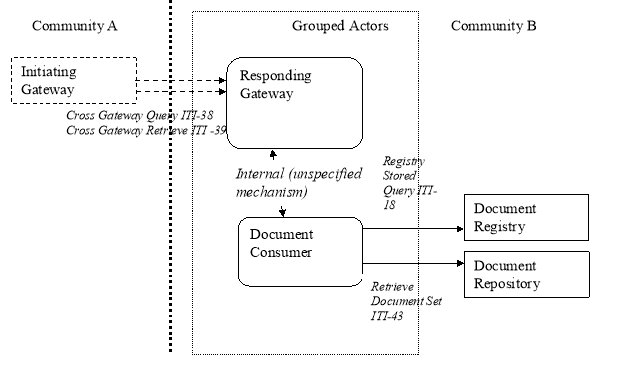 Community A
Grouped Actors
Community B
Initiating
Gateway
Responding
Gateway
Cross Gateway Query ITI-38
Cross Gateway Retrieve ITI -39
Internal (unspecified
mechanism)
Registry
Stored
Query ITI-
18
Document
Consumer
Document
Registry
Document
Repository
Retrieve
Document Set
ITI-43